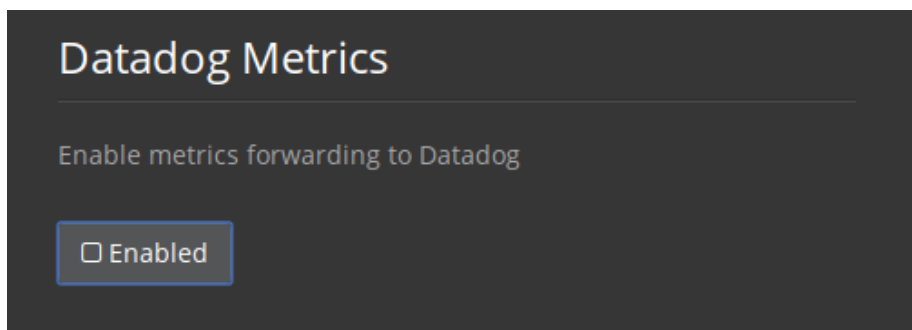 Datadog Metrics
Enable metrics forwarding to Datadog
Enabled